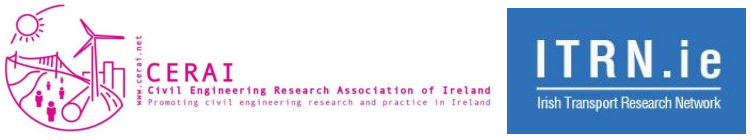 www.cerai.net
CERAI
Civil Engineering Research Association of Ireland
Promoting civil engineering research and practice in Ireland
ITRN.ie
Irish Transport Research Network